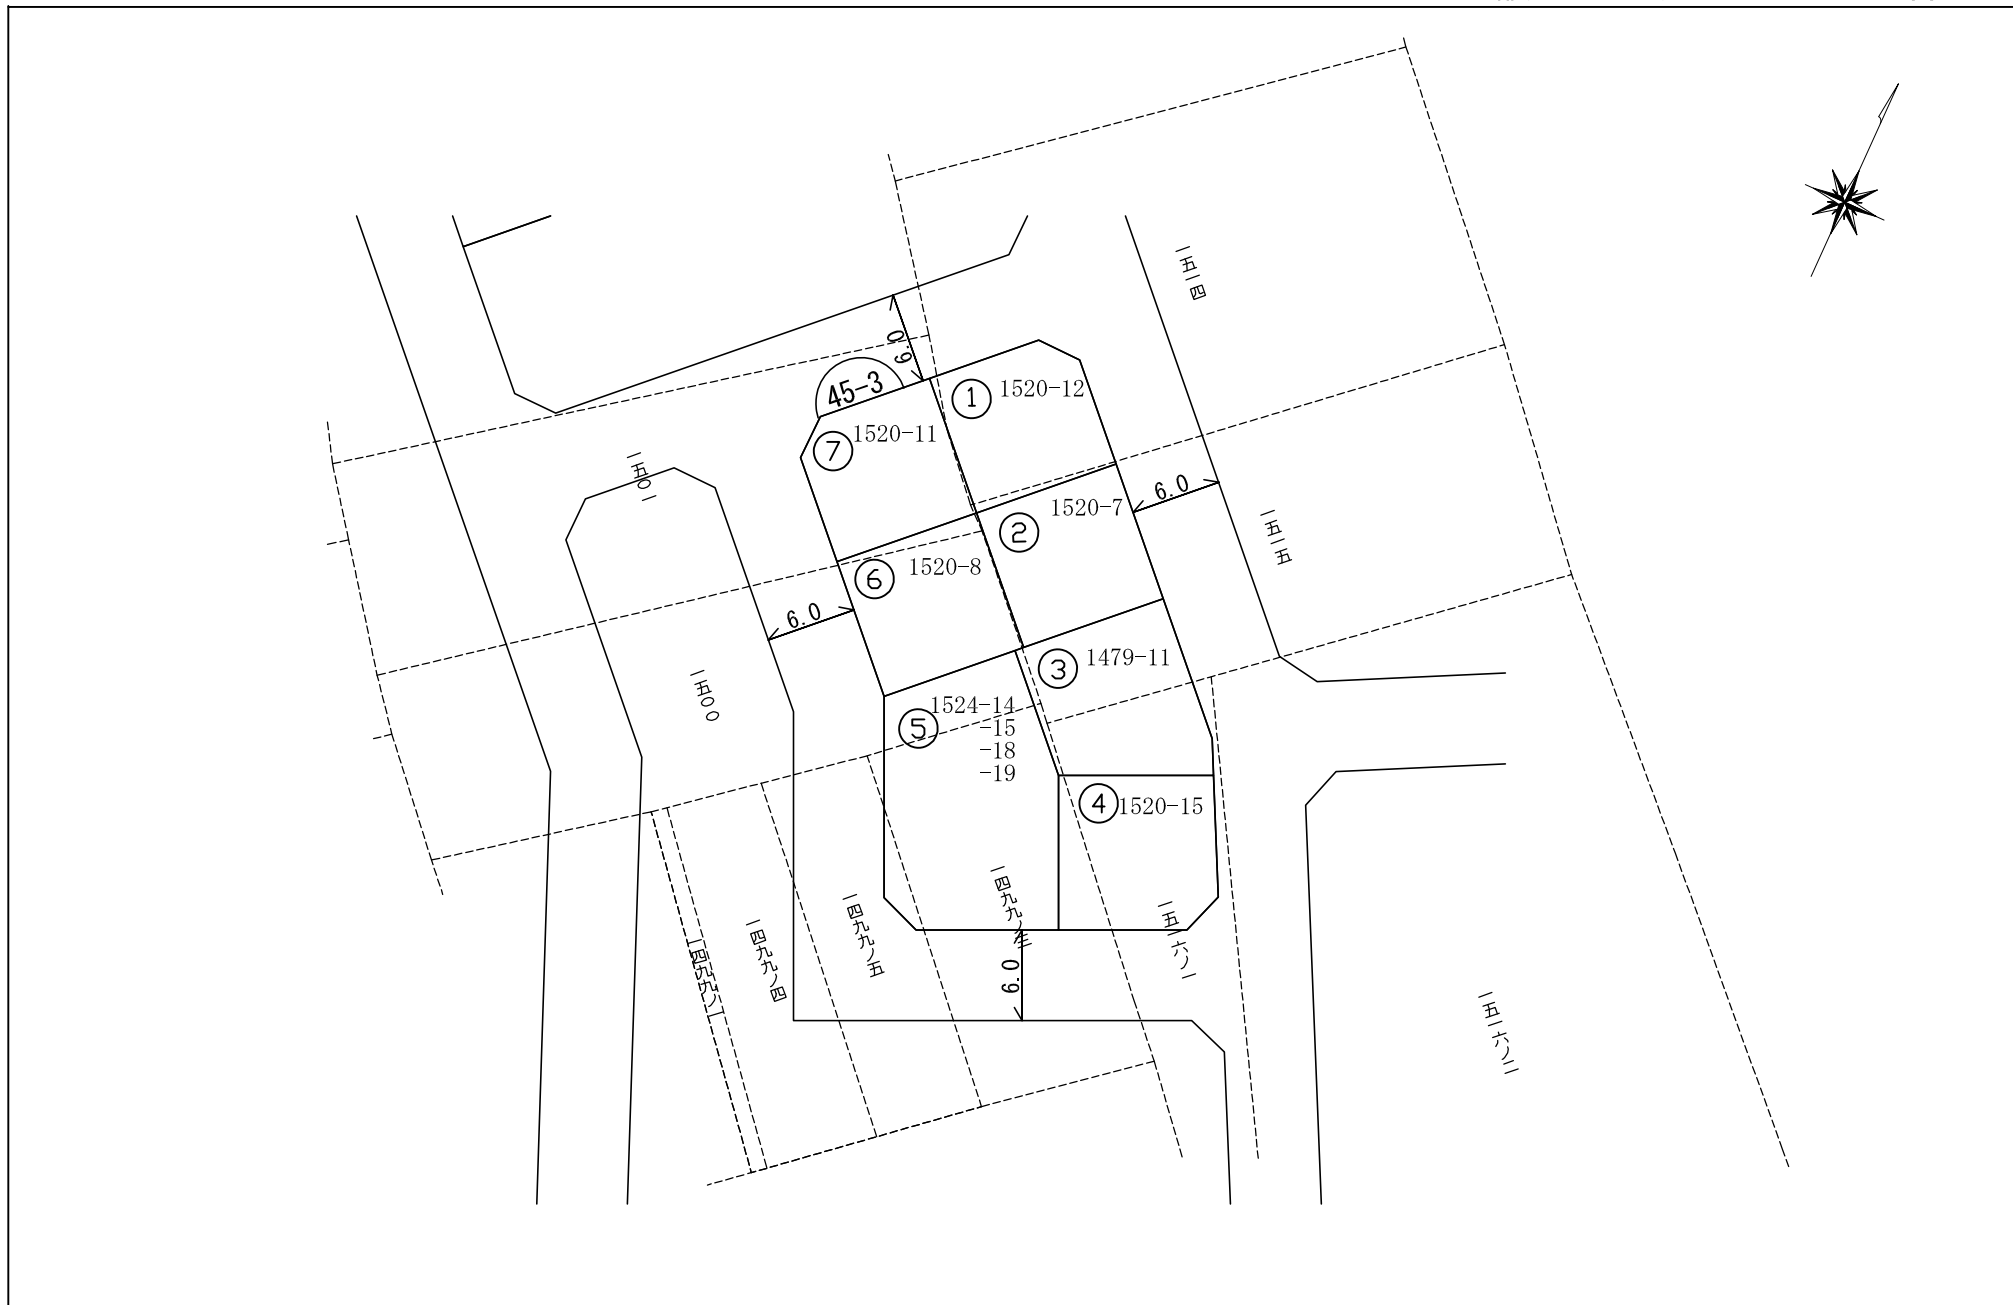 一五一四
6.0
45-3
① 1520-12
⑦ 1520-11
一五〇一
6.0
② 1520-7
一五一五
⑥ 1520-8
6.0
③ 1479-11
一五〇〇
⑤ 1524-14
-15
-18
-19
④ 1520-15
一四九九ノ三
一四九九ノ五
一四九九ノ四
一四九九ノ一
一五一六ノ一
6.0
一五一六ノ二